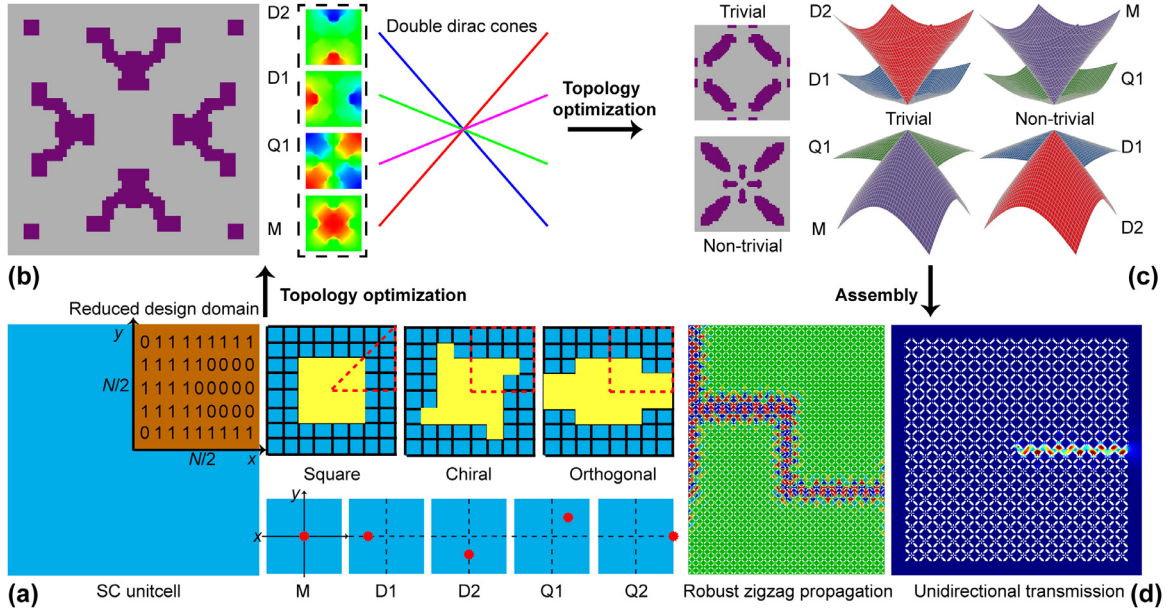 D2
D1
Q1
M
Double dirac cones
Topology
optimization
Trivial
Non-trivial
D2
D1
Q1
M
Trivial
Non-trivial
M
Q1
D1
D2
(b)
(c)
Topology optimization
Assembly
Reduced design domain
y
0 1 1 1 1 1 1 1 1
1 1 1 1 1 0 0 0 0
N/2
1 1 1 1 0 0 0 0 0
1 1 1 1 1 0 0 0 0
0 1 1 1 1 1 1 1 1
N/2
x
Square
Chiral
Orthogonal
y
x
(a)
SC unitcell
M
D1
D2
Q1
Q2
Robust zigzag propagation
Unidirectional transmission
(d)